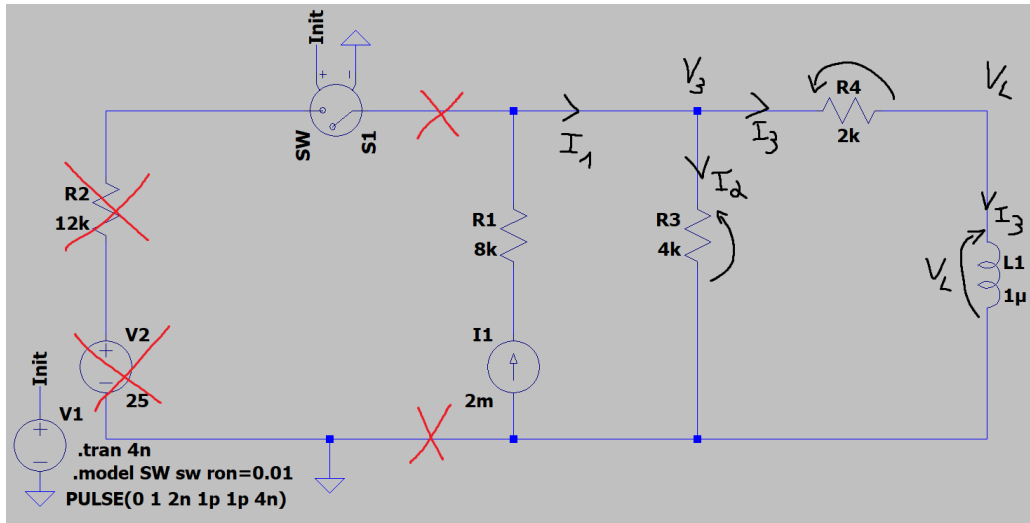 Init
SW
S1
V₃
R4
2k
V_L
I₁
I₃
R2
12k
R1
8k
I₂
R3
4k
I₃
V_L
L1
1µ
V2
25
I1
2m
Init
V1
.tran 4n
.model SW sw ron=0.01
PULSE(0 1 2n 1p 1p 4n)